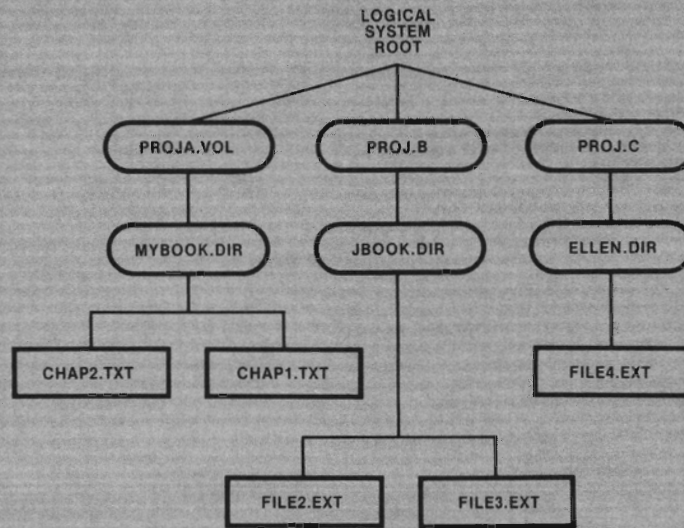 LOGICAL
SYSTEM
ROOT
PROJA.VOL
PROJ.B
PROJ.C
MYBOOK.DIR
JBOOK.DIR
ELLEN.DIR
CHAP2.TXT
CHAP1.TXT
FILE4.EXT
FILE2.EXT
FILE3.EXT